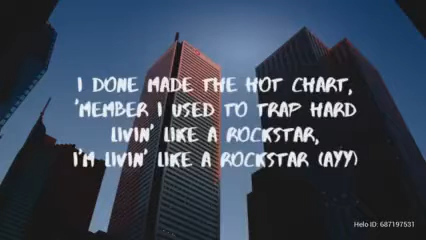 I DONE MADE THE HOT CHART,
'MEMBER I USED TO TRAP HARD
LIVIN' LIKE A ROCKSTAR,
I'M LIVIN' LIKE A ROCKSTAR (AYY)
Helo ID: 687197531